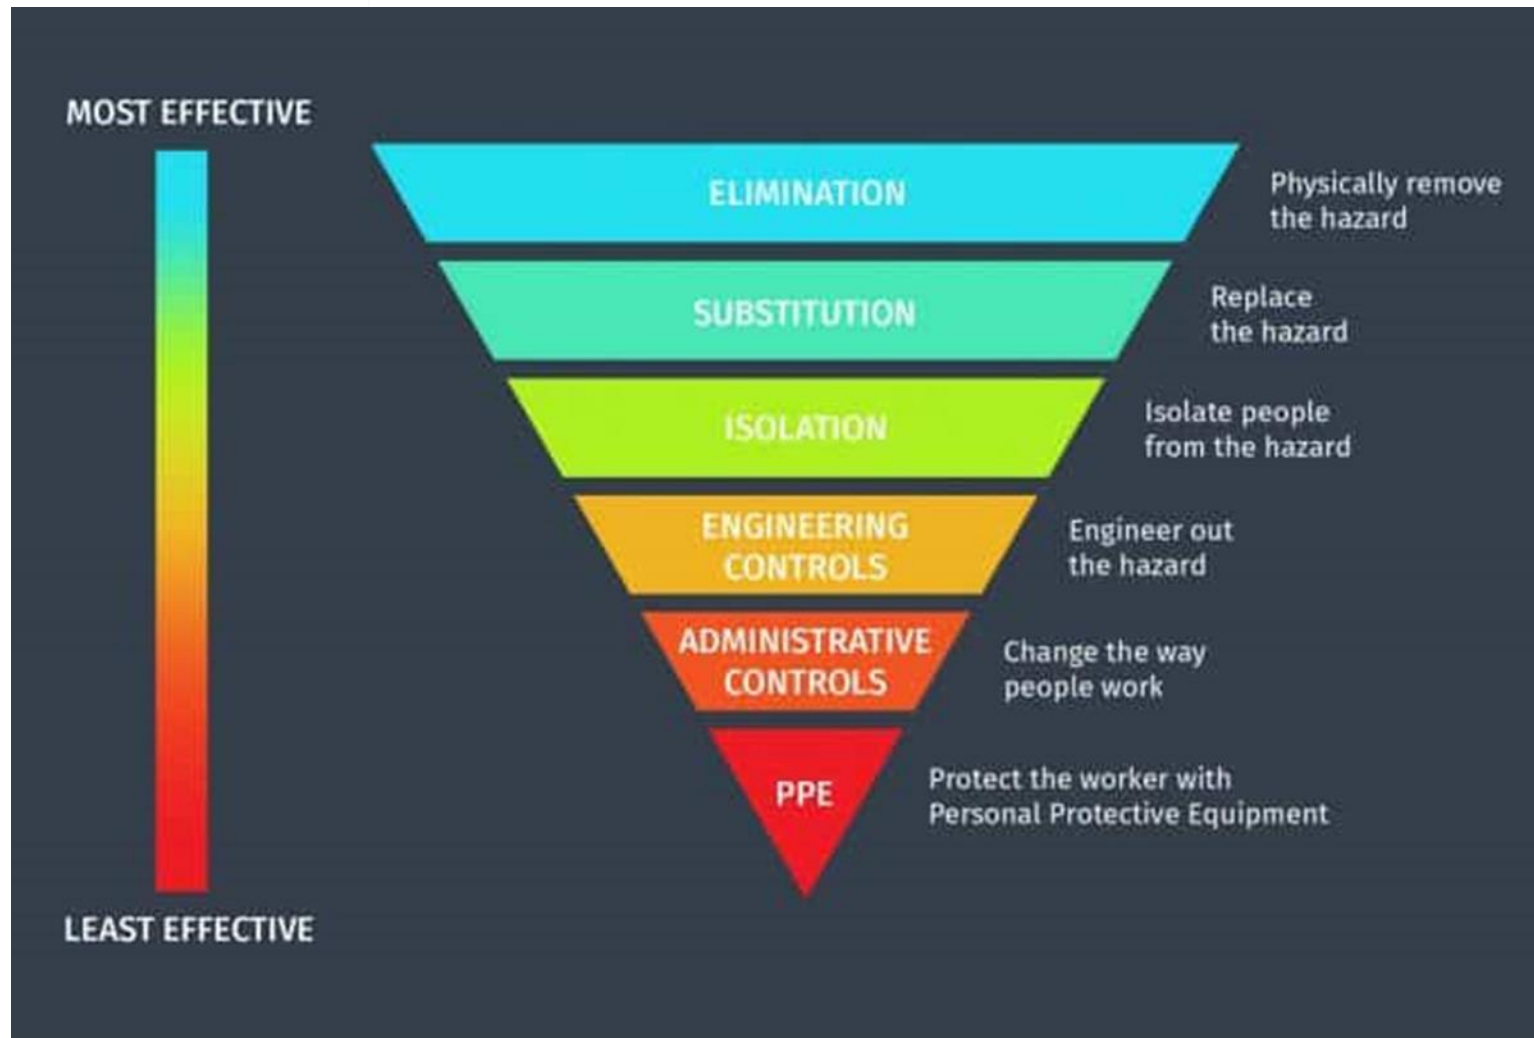 MOST EFFECTIVE
ELIMINATION
Physically remove
the hazard
SUBSTITUTION
Replace
the hazard
ISOLATION
Isolate people
from the hazard
ENGINEERING
CONTROLS
Engineer out
the hazard
ADMINISTRATIVE
CONTROLS
Change the way
people work
PPE
Protect the worker with
Personal Protective Equipment
LEAST EFFECTIVE